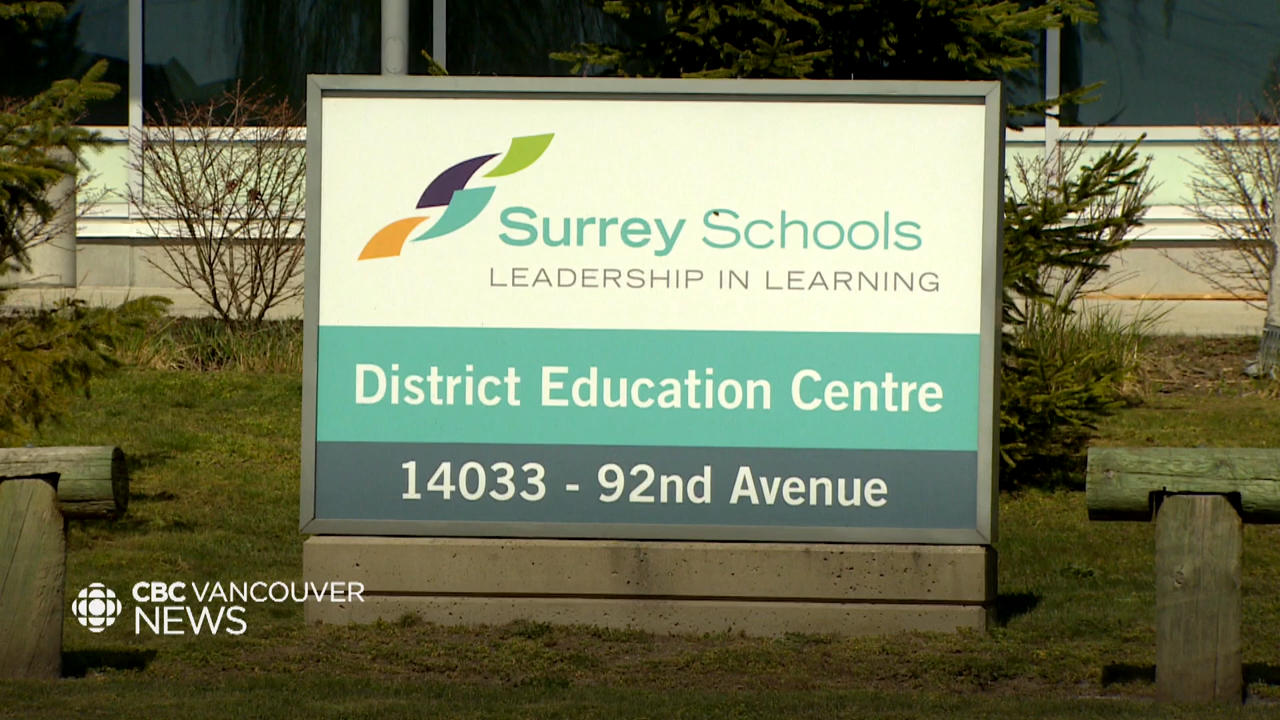 Surrey Schools
LEADERSHIP IN LEARNING
District Education Centre
14033 - 92nd Avenue
CBC VANCOUVER
NEWS